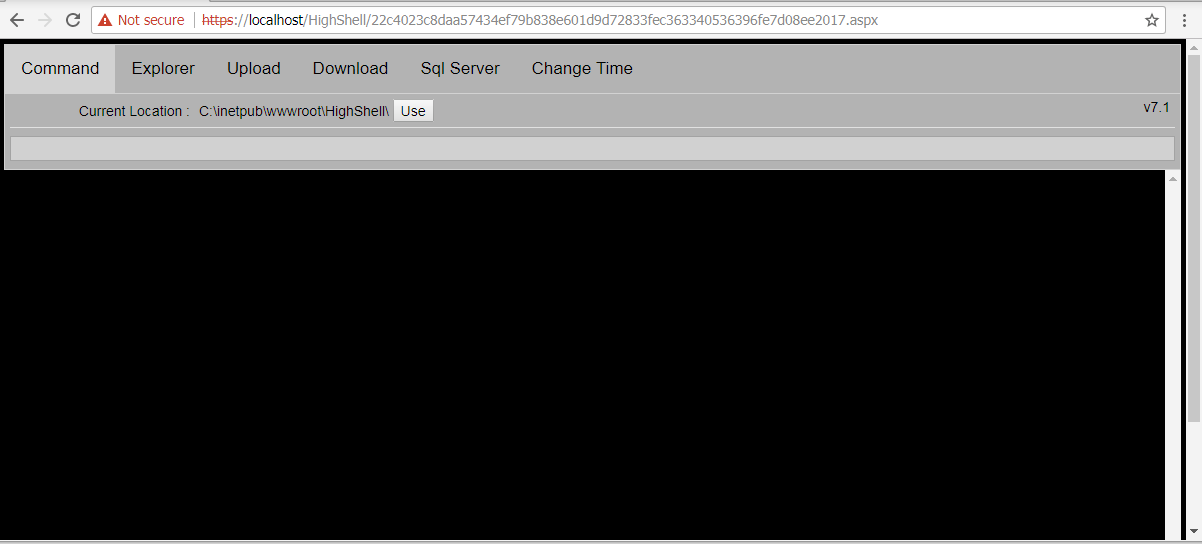 Not secure https://localhost/HighShell/22c4023c8daa57434ef79b838e601d9d72833fec363340536396fe7d08ee2017.aspx
Command Explorer Upload Download Sql Server Change Time
Current Location : C:\inetpub\wwwroot\HighShell\ Use v7.1